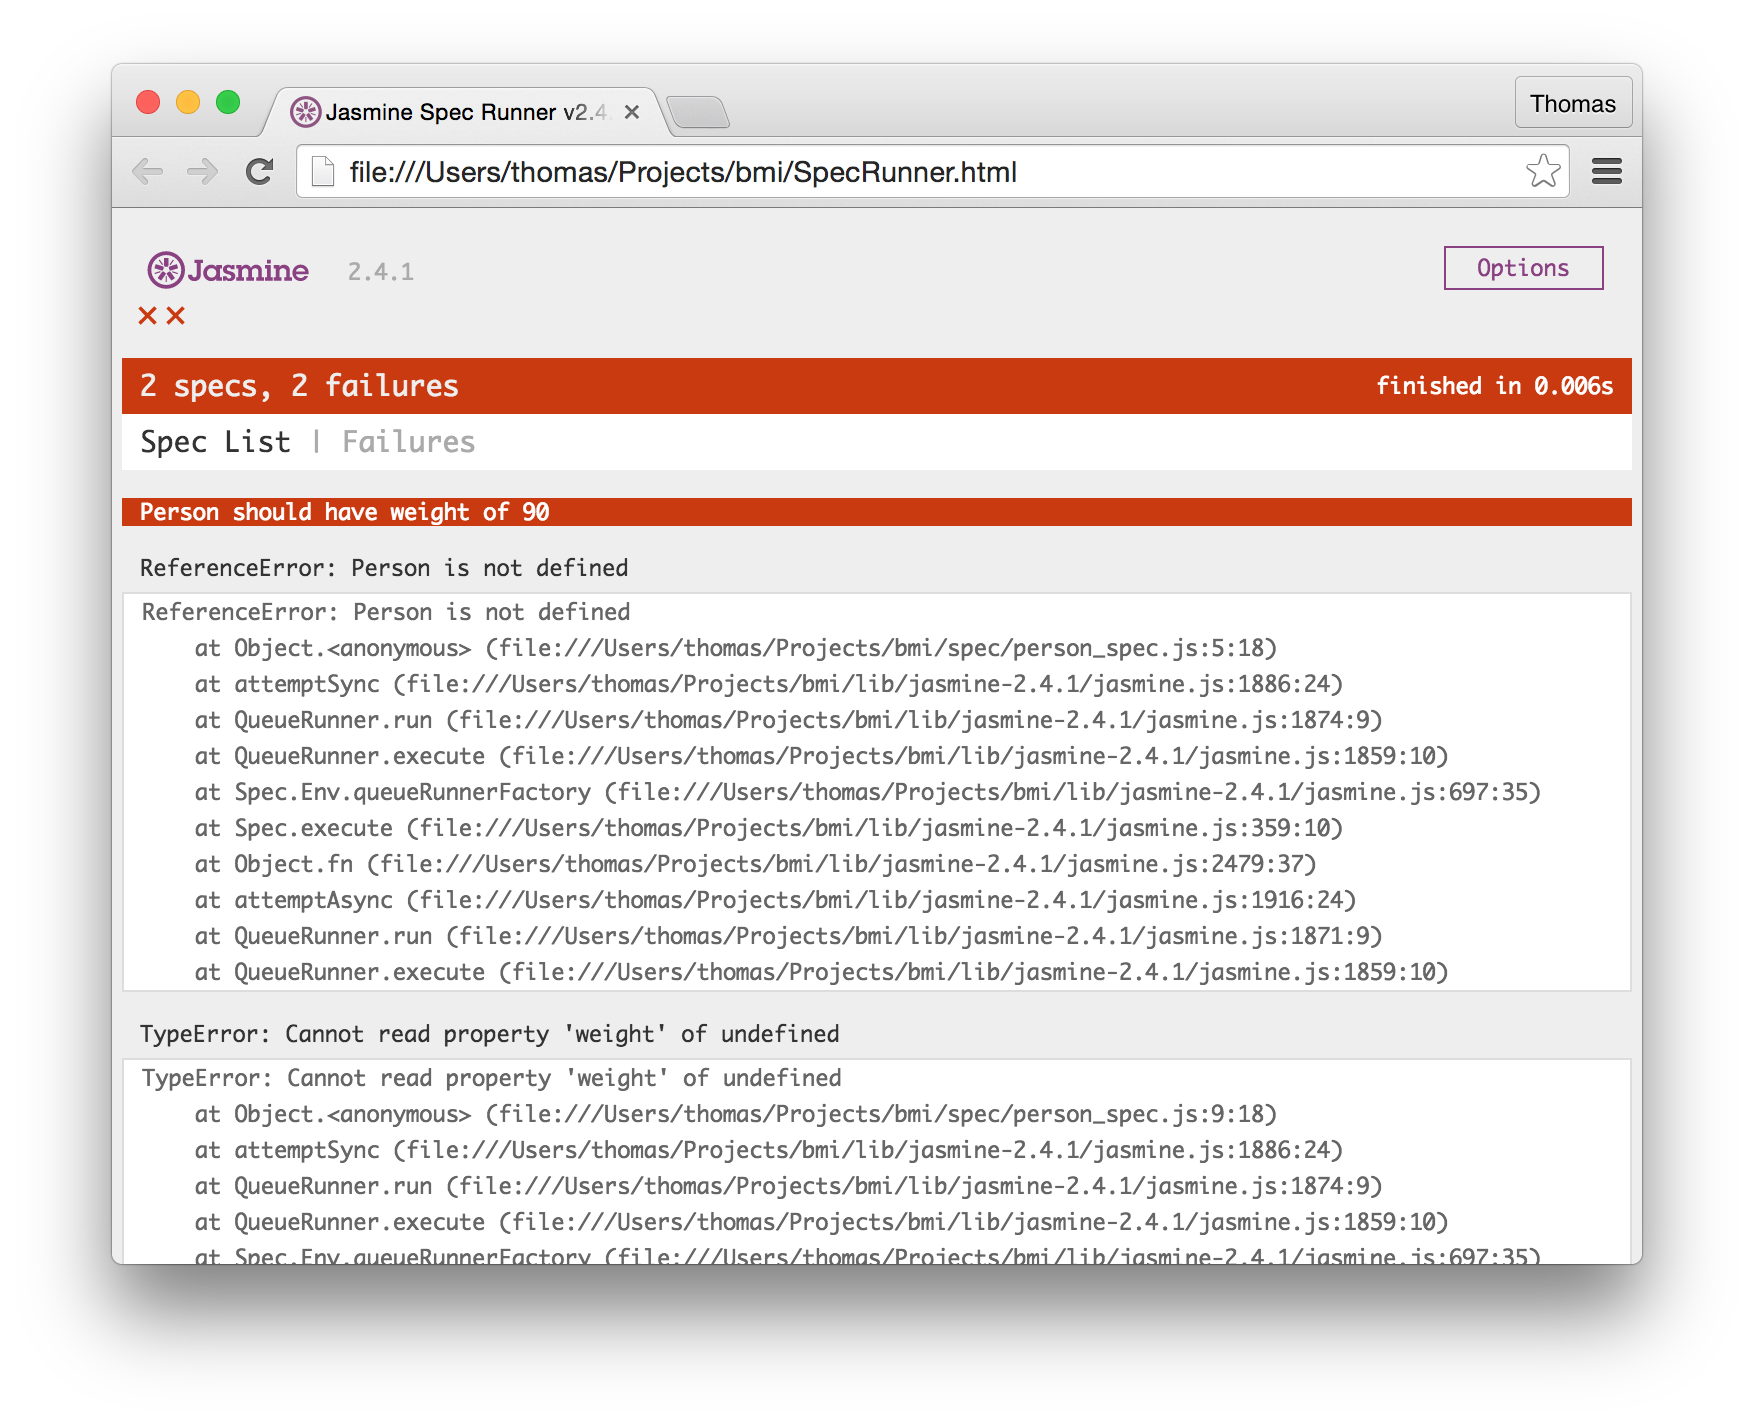 Jasmine Spec Runner v2.4.
Thomas
file:///Users/thomas/Projects/bmi/SpecRunner.html
Jasmine 2.4.1
Options
✕✕
2 specs, 2 failures finished in 0.006s
Spec List | Failures
Person should have weight of 90
ReferenceError: Person is not defined
ReferenceError: Person is not defined
at Object.<anonymous> (file:///Users/thomas/Projects/bmi/spec/person_spec.js:5:18)
at attemptSync (file:///Users/thomas/Projects/bmi/lib/jasmine-2.4.1/jasmine.js:1886:24)
at QueueRunner.run (file:///Users/thomas/Projects/bmi/lib/jasmine-2.4.1/jasmine.js:1874:9)
at QueueRunner.execute (file:///Users/thomas/Projects/bmi/lib/jasmine-2.4.1/jasmine.js:1859:10)
at Spec.Env.queueRunnerFactory (file:///Users/thomas/Projects/bmi/lib/jasmine-2.4.1/jasmine.js:697:35)
at Spec.execute (file:///Users/thomas/Projects/bmi/lib/jasmine-2.4.1/jasmine.js:359:10)
at Object.fn (file:///Users/thomas/Projects/bmi/lib/jasmine-2.4.1/jasmine.js:2479:37)
at attemptAsync (file:///Users/thomas/Projects/bmi/lib/jasmine-2.4.1/jasmine.js:1916:24)
at QueueRunner.run (file:///Users/thomas/Projects/bmi/lib/jasmine-2.4.1/jasmine.js:1871:9)
at QueueRunner.execute (file:///Users/thomas/Projects/bmi/lib/jasmine-2.4.1/jasmine.js:1859:10)
TypeError: Cannot read property 'weight' of undefined
TypeError: Cannot read property 'weight' of undefined
at Object.<anonymous> (file:///Users/thomas/Projects/bmi/spec/person_spec.js:9:18)
at attemptSync (file:///Users/thomas/Projects/bmi/lib/jasmine-2.4.1/jasmine.js:1886:24)
at QueueRunner.run (file:///Users/thomas/Projects/bmi/lib/jasmine-2.4.1/jasmine.js:1874:9)
at QueueRunner.execute (file:///Users/thomas/Projects/bmi/lib/jasmine-2.4.1/jasmine.js:1859:10)
at Spec.Env.queueRunnerFactory (file:///Users/thomas/Projects/bmi/lib/jasmine-2.4.1/jasmine.js:697:35)